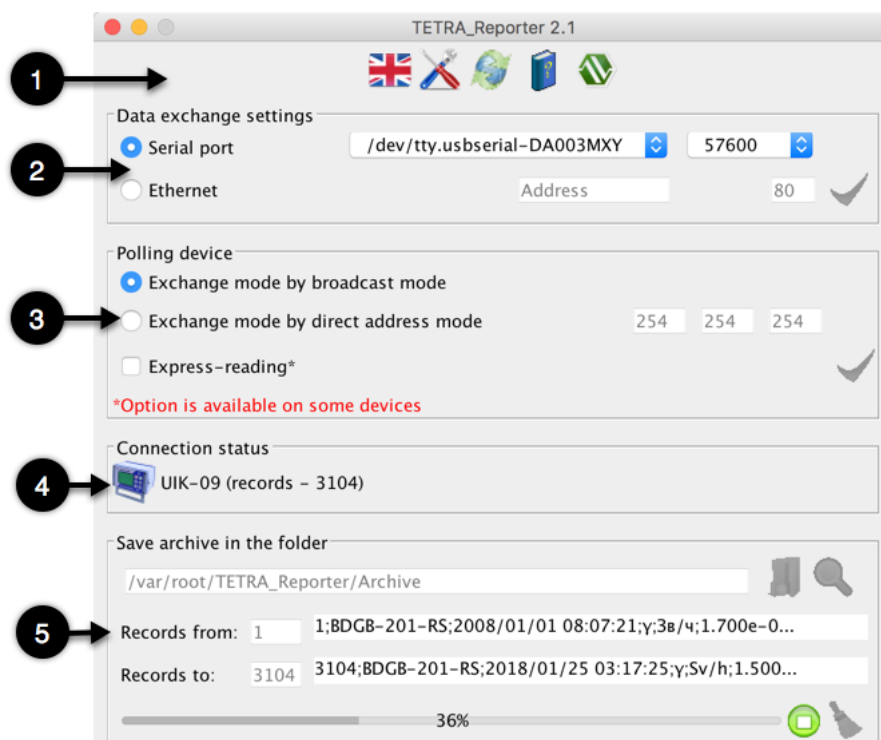 TETRA_Reporter 2.1
1
Data exchange settings
Serial port /dev/tty.usbserial-DA003MXY 57600
2
Ethernet Address 80
Polling device
Exchange mode by broadcast mode
3 Exchange mode by direct address mode 254 254 254
Express-reading*
*Option is available on some devices
Connection status
4 UIK-09 (records - 3104)
Save archive in the folder
/var/root/TETRA_Reporter/Archive
5 Records from: 1 1;BDGB-201-RS;2008/01/01 08:07:21;γ;Зв/ч;1.700e-0...
Records to: 3104 3104;BDGB-201-RS;2018/01/25 03:17:25;γ;Sv/h;1.500...
36%